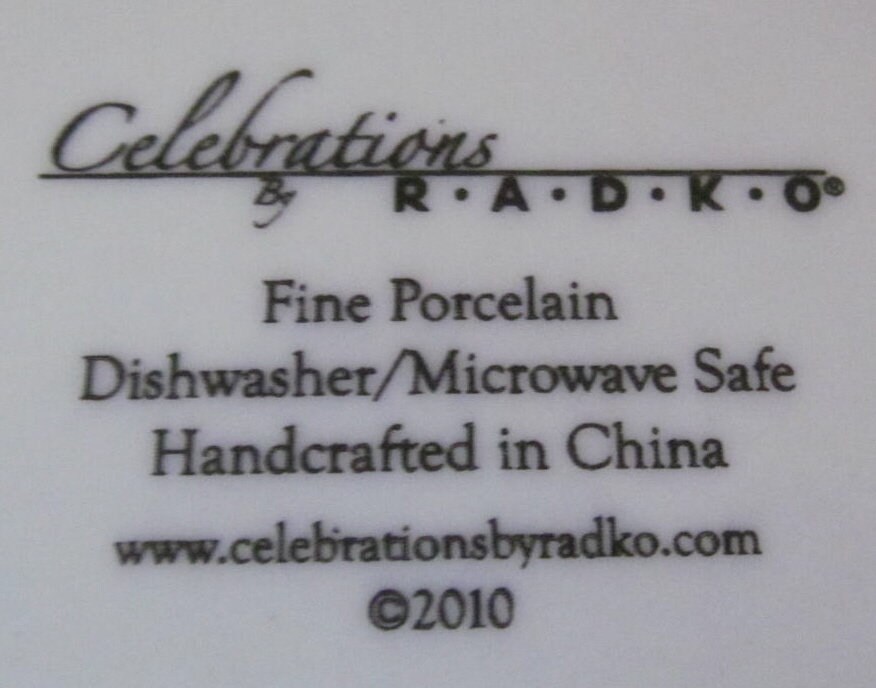 Celebrations
By R•A•D•K•O®
Fine Porcelain
Dishwasher/Microwave Safe
Handcrafted in China
www.celebrationsbyradko.com
©2010